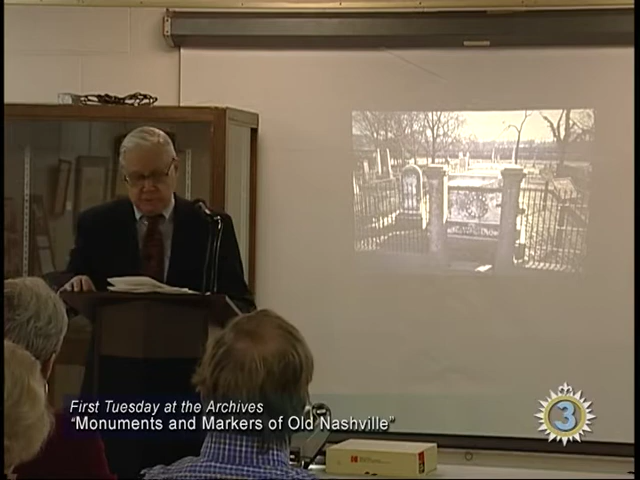 First Tuesday at the Archives
"Monuments and Markers of Old Nashville"
3